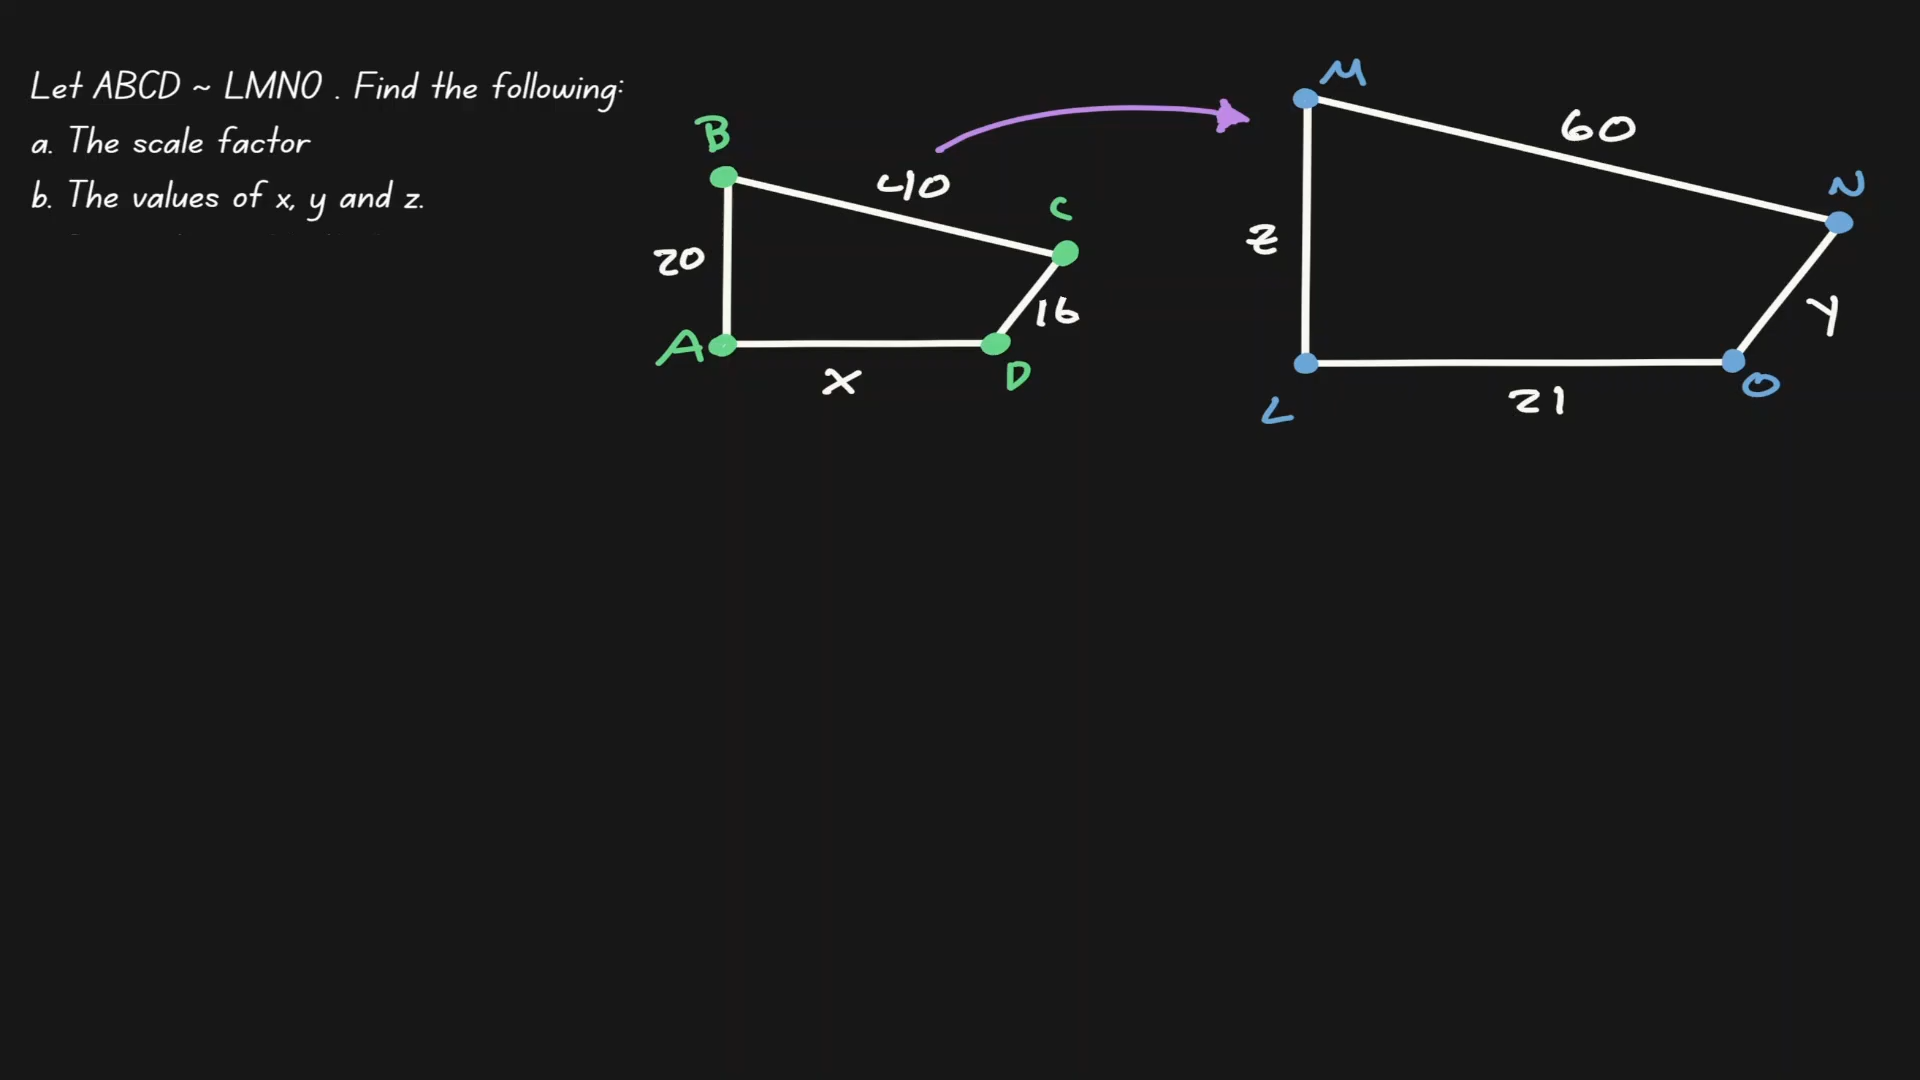 Let ABCD ~ LMNO . Find the following:
a. The scale factor
b. The values of x, y and z.
B
40
C
20
16
A
D
x
M
60
N
z
y
L
O
21